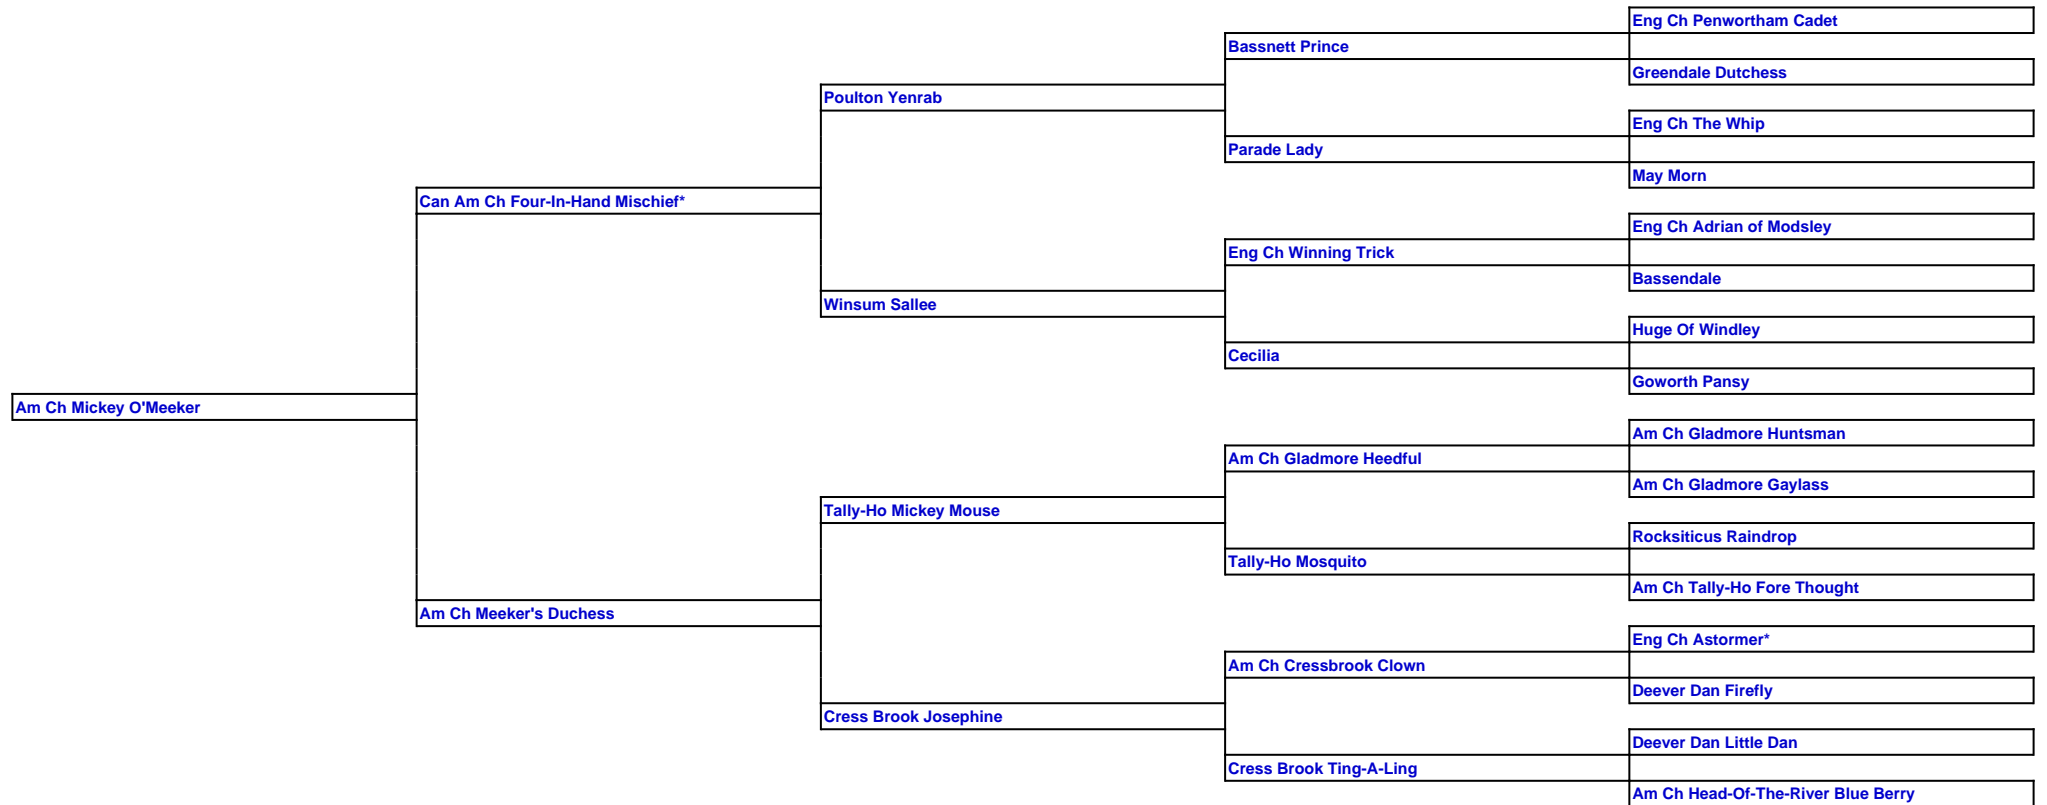 Eng Ch Penwortham Cadet
Bassnett Prince
Greendale Dutchess
Poulton Yenrab
Eng Ch The Whip
Parade Lady
May Morn
Can Am Ch Four-In-Hand Mischief*
Eng Ch Adrian of Modsley
Eng Ch Winning Trick
Bassendale
Winsum Sallee
Huge Of Windley
Cecilia
Goworth Pansy
Am Ch Mickey O'Meeker
Am Ch Gladmore Huntsman
Am Ch Gladmore Heedful
Am Ch Gladmore Gaylass
Tally-Ho Mickey Mouse
Rocksiticus Raindrop
Tally-Ho Mosquito
Am Ch Tally-Ho Fore Thought
Am Ch Meeker's Duchess
Eng Ch Astormer*
Am Ch Cressbrook Clown
Deever Dan Firefly
Cress Brook Josephine
Deever Dan Little Dan
Cress Brook Ting-A-Ling
Am Ch Head-Of-The-River Blue Berry